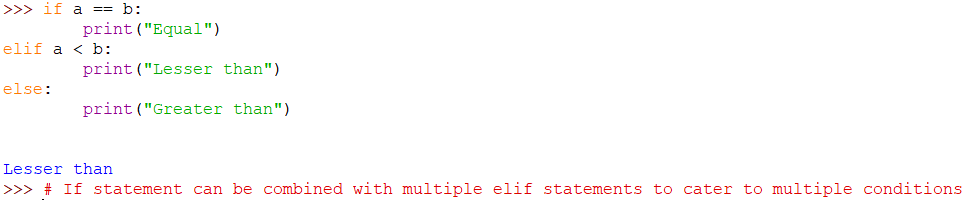 >>> if a == b:
        print("Equal")
elif a < b:
        print("Lesser than")
else:
        print("Greater than")
Lesser than
>>> # If statement can be combined with multiple elif statements to cater to multiple conditions